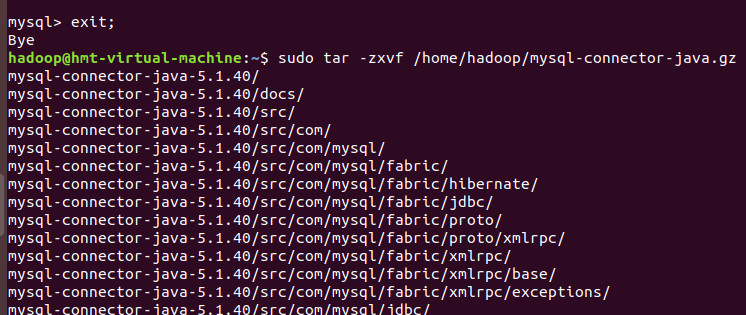 mysql> exit;
Bye
hadoop@hmt-virtual-machine:~$ sudo tar -zxvf /home/hadoop/mysql-connector-java.gz
mysql-connector-java-5.1.40/
mysql-connector-java-5.1.40/docs/
mysql-connector-java-5.1.40/src/
mysql-connector-java-5.1.40/src/com/
mysql-connector-java-5.1.40/src/com/mysql/
mysql-connector-java-5.1.40/src/com/mysql/fabric/
mysql-connector-java-5.1.40/src/com/mysql/fabric/hibernate/
mysql-connector-java-5.1.40/src/com/mysql/fabric/jdbc/
mysql-connector-java-5.1.40/src/com/mysql/fabric/proto/
mysql-connector-java-5.1.40/src/com/mysql/fabric/proto/xmlrpc/
mysql-connector-java-5.1.40/src/com/mysql/fabric/xmlrpc/
mysql-connector-java-5.1.40/src/com/mysql/fabric/xmlrpc/base/
mysql-connector-java-5.1.40/src/com/mysql/fabric/xmlrpc/exceptions/
mysql-connector-java-5.1.40/src/com/mysql/jdbc/